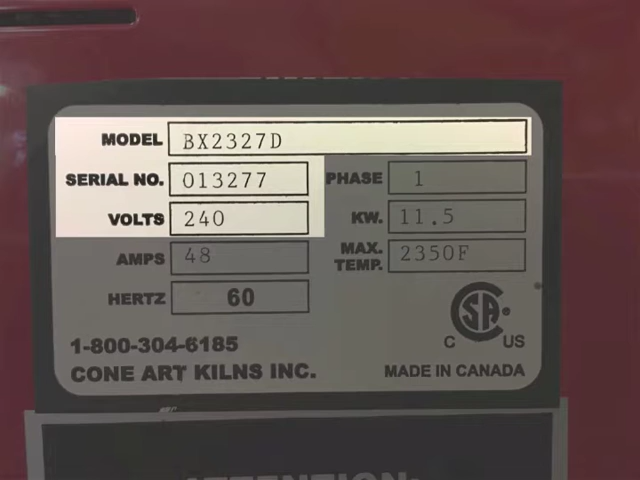 MODEL BX2327D
SERIAL NO. 013277 PHASE 1
VOLTS 240 KW. 11.5
AMPS 48 MAX. TEMP. 2350F
HERTZ 60
CSA
C US
1-800-304-6185
CONE ART KILNS INC. MADE IN CANADA
ATTENTION: